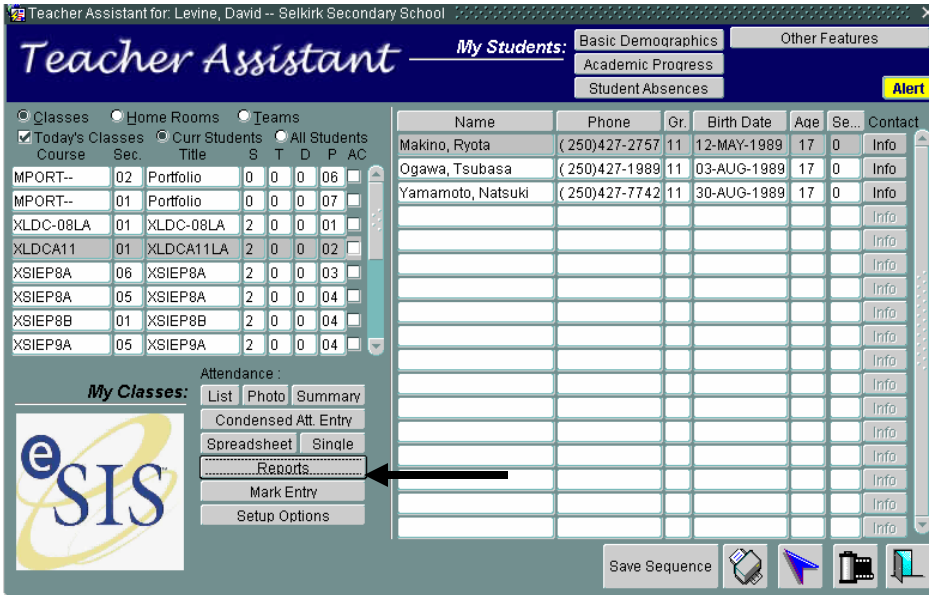 Teacher Assistant for: Levine, David -- Selkirk Secondary School
Teacher Assistant
My Students:
Basic Demographics
Other Features
Academic Progress
Student Absences
Alert
Classes Home Rooms Teams
Today's Classes Curr Students All Students
Course Sec. Title S T D P AC
MPORT-- 02 Portfolio 0 0 0 06
MPORT-- 01 Portfolio 0 0 0 07
XLDC-08LA 01 XLDC-08LA 2 0 0 01
XLDCA11 01 XLDCA11LA 2 0 0 02
XSIEP8A 06 XSIEP8A 2 0 0 03
XSIEP8A 05 XSIEP8A 2 0 0 04
XSIEP8B 01 XSIEP8B 2 0 0 04
XSIEP9A 05 XSIEP9A 2 0 0 04
Name Phone Gr. Birth Date Age Se... Contact
Makino, Ryota ( 250)427-2757 11 12-MAY-1989 17 0 Info
Ogawa, Tsubasa ( 250)427-1989 11 03-AUG-1989 17 0 Info
Yamamoto, Natsuki ( 250)427-7742 11 30-AUG-1989 17 0 Info
Info
Info
Info
Info
Info
Info
Info
Info
Info
Info
Info
Info
Info
Info
My Classes:
Attendance :
List Photo Summary
Condensed Att. Entry
Spreadsheet Single
Reports
Mark Entry
Setup Options
eSIS TM
Save Sequence